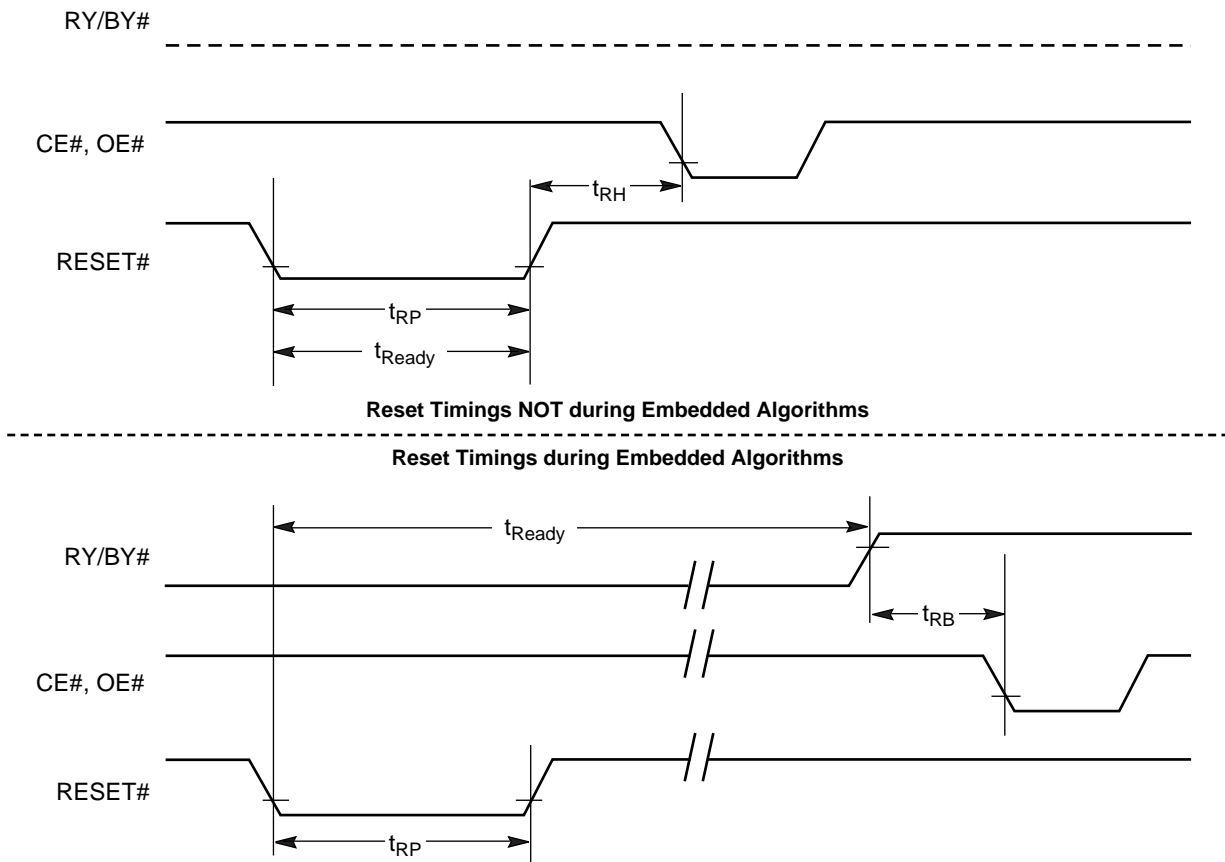 RY/BY#
CE#, OE#
tRH
RESET#
tRP
tReady
Reset Timings NOT during Embedded Algorithms
Reset Timings during Embedded Algorithms
tReady
RY/BY#
tRB
CE#, OE#
RESET#
tRP